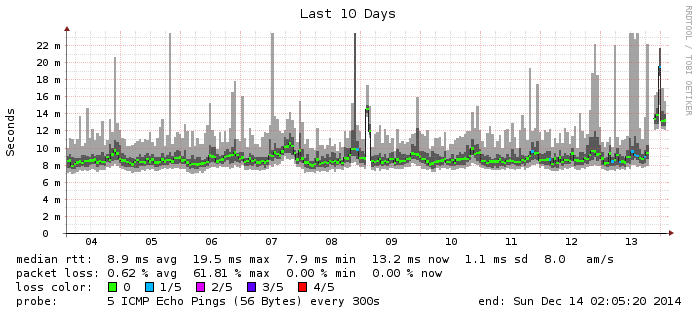 Last 10 Days
RRDTOOL / TOBI OETIKER
Seconds
22 m
20 m
18 m
16 m
14 m
12 m
10 m
8 m
6 m
4 m
2 m
0
04 05 06 07 08 09 10 11 12 13
median rtt: 8.9 ms avg 19.5 ms max 7.9 ms min 13.2 ms now 1.1 ms sd 8.0 am/s
packet loss: 0.62 % avg 61.81 % max 0.00 % min 0.00 % now
loss color: 0 1/5 2/5 3/5 4/5
probe: 5 ICMP Echo Pings (56 Bytes) every 300s end: Sun Dec 14 02:05:20 2014